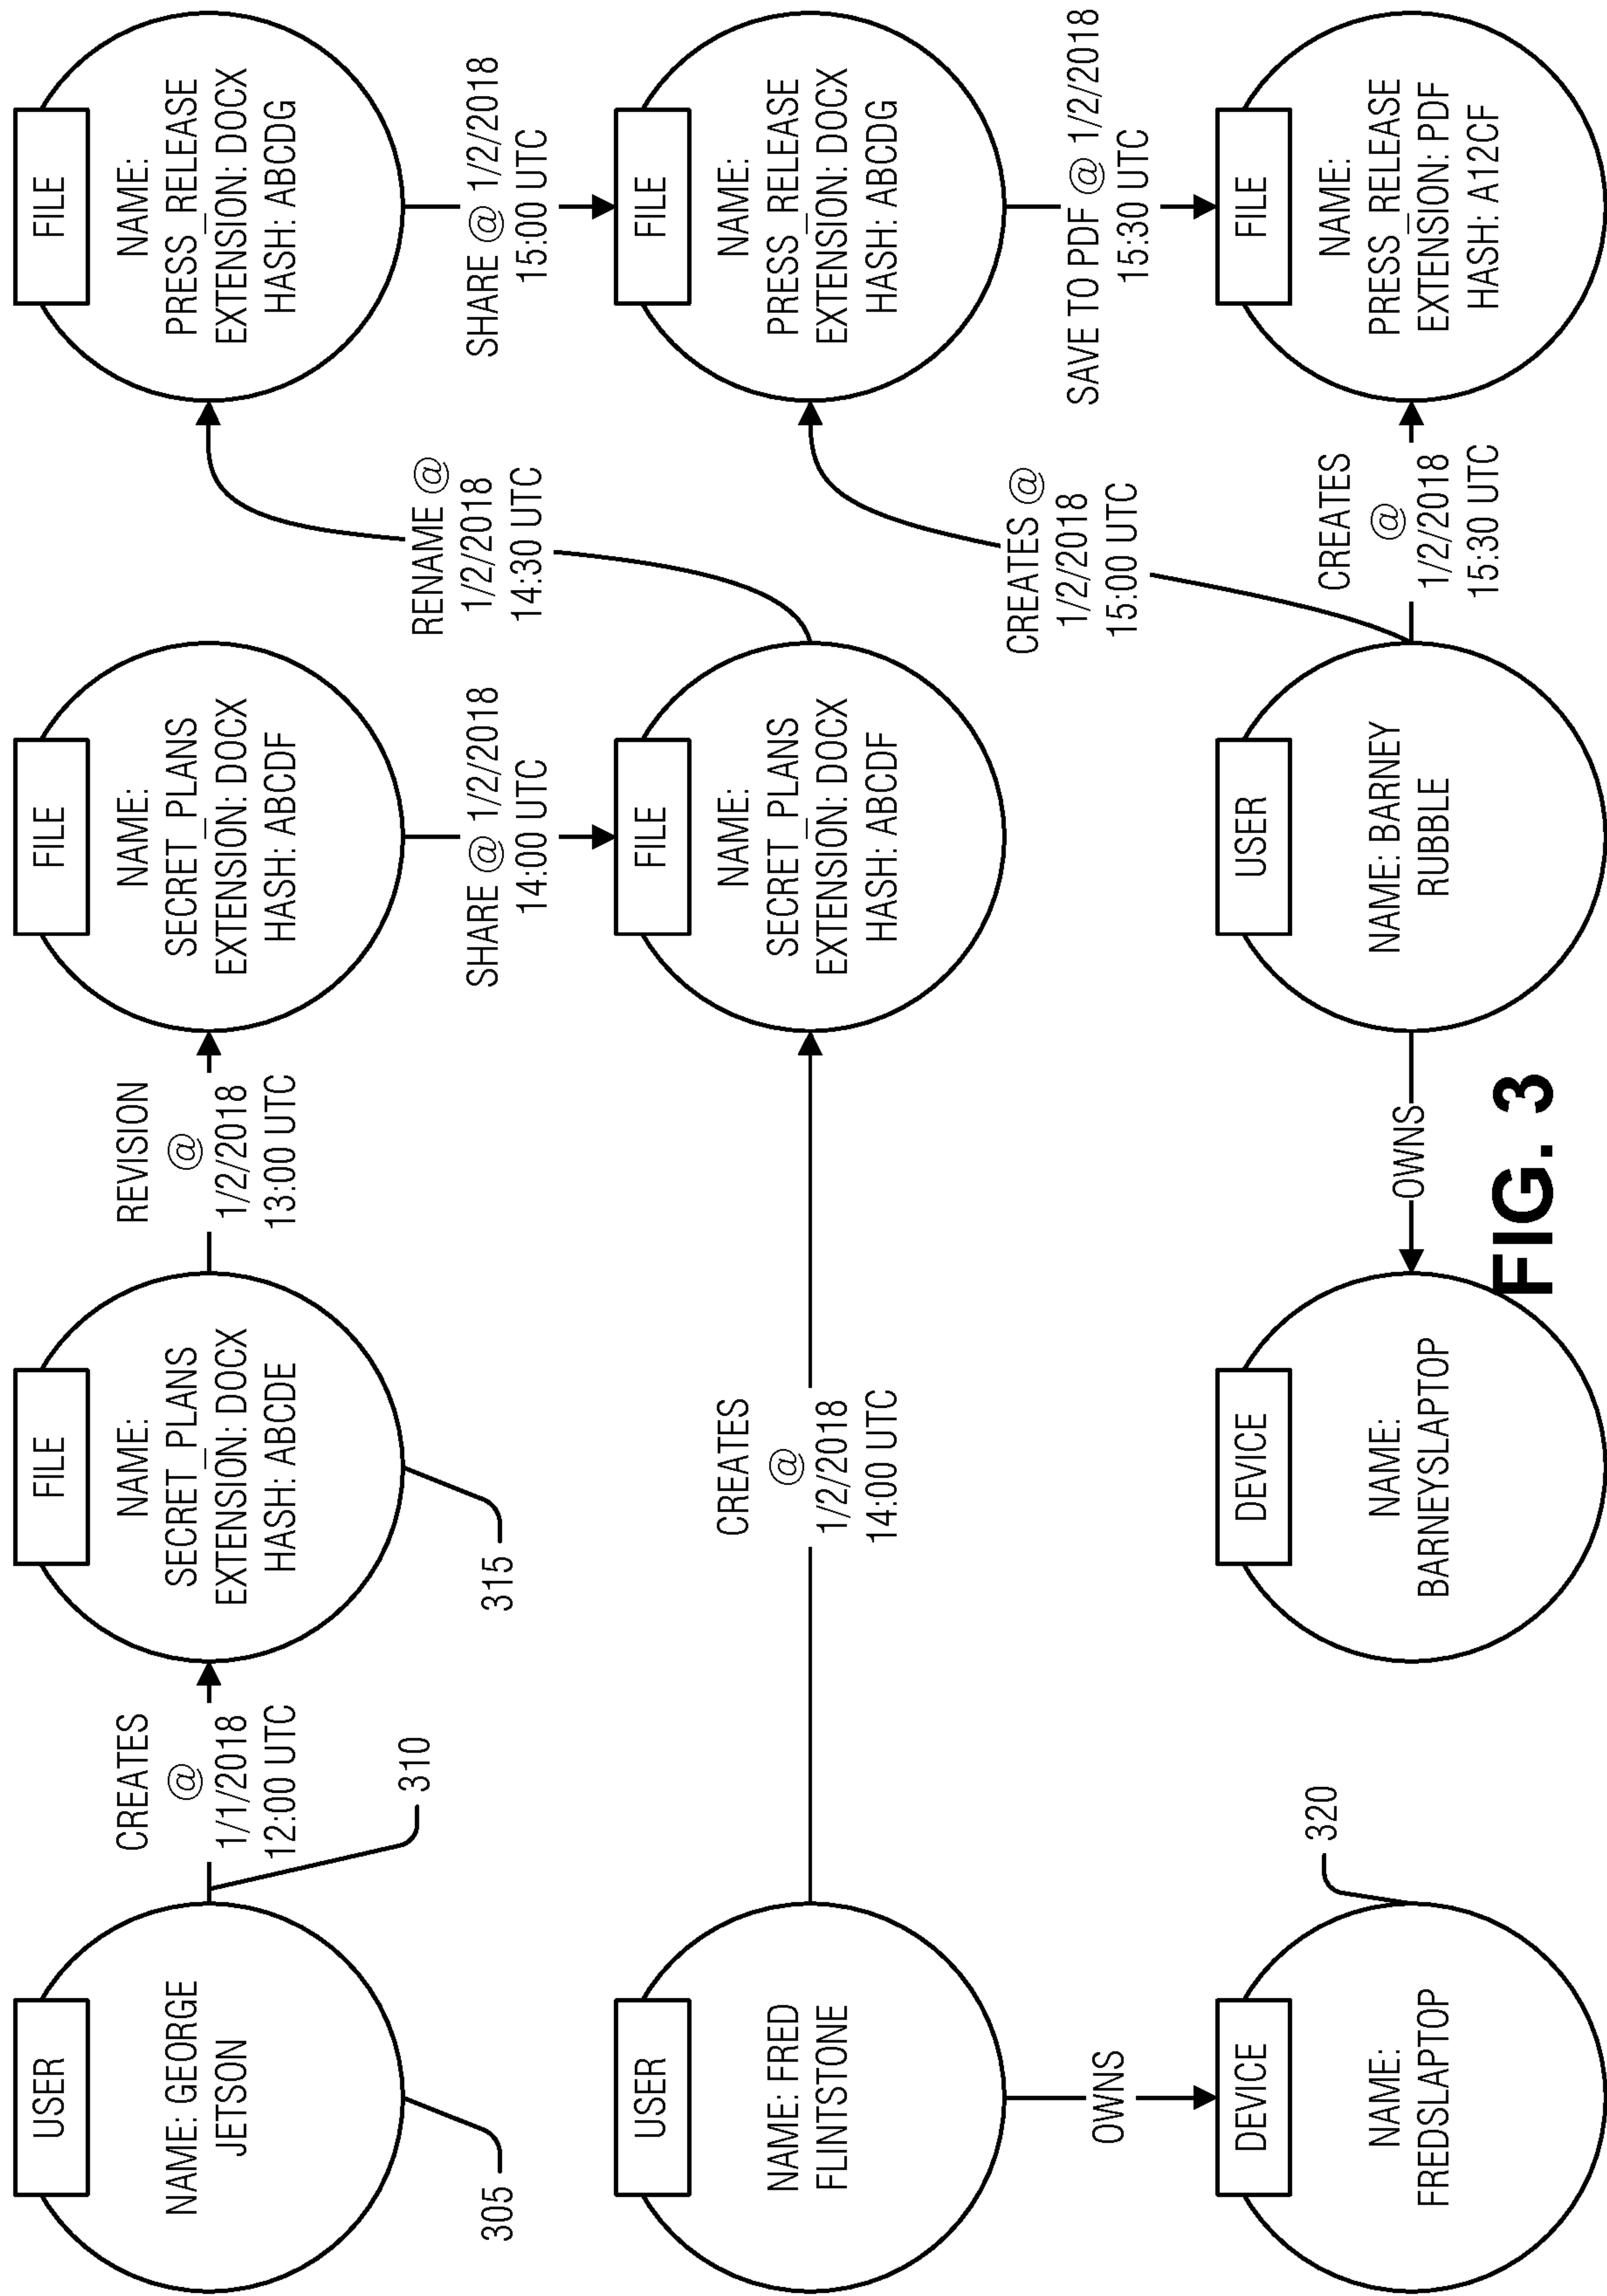 USER
NAME: GEORGE
JETSON
305
CREATES
@
1/1/2018
12:00 UTC
310
FILE
NAME:
SECRET_PLANS
EXTENSION: DOCX
HASH: ABCDE
315
REVISION
@
1/2/2018
13:00 UTC
FILE
NAME:
SECRET_PLANS
EXTENSION: DOCX
HASH: ABCDF
SHARE @ 1/2/2018
14:00 UTC
FILE
NAME:
PRESS_RELEASE
EXTENSION: DOCX
HASH: ABCDG
SHARE @ 1/2/2018
15:00 UTC
RENAME @
1/2/2018
14:30 UTC
USER
NAME: FRED
FLINTSTONE
OWNS
CREATES
@
1/2/2018
14:00 UTC
FILE
NAME:
SECRET_PLANS
EXTENSION: DOCX
HASH: ABCDF
FILE
NAME:
PRESS_RELEASE
EXTENSION: DOCX
HASH: ABCDG
CREATES @
1/2/2018
15:00 UTC
SAVE TO PDF @ 1/2/2018
15:30 UTC
DEVICE
NAME:
FREDSLAPTOP
320
DEVICE
NAME:
BARNEYSLAPTOP
OWNS
USER
NAME: BARNEY
RUBBLE
CREATES
@
1/2/2018
15:30 UTC
FILE
NAME:
PRESS_RELEASE
EXTENSION: PDF
HASH: A12CF
FIG. 3